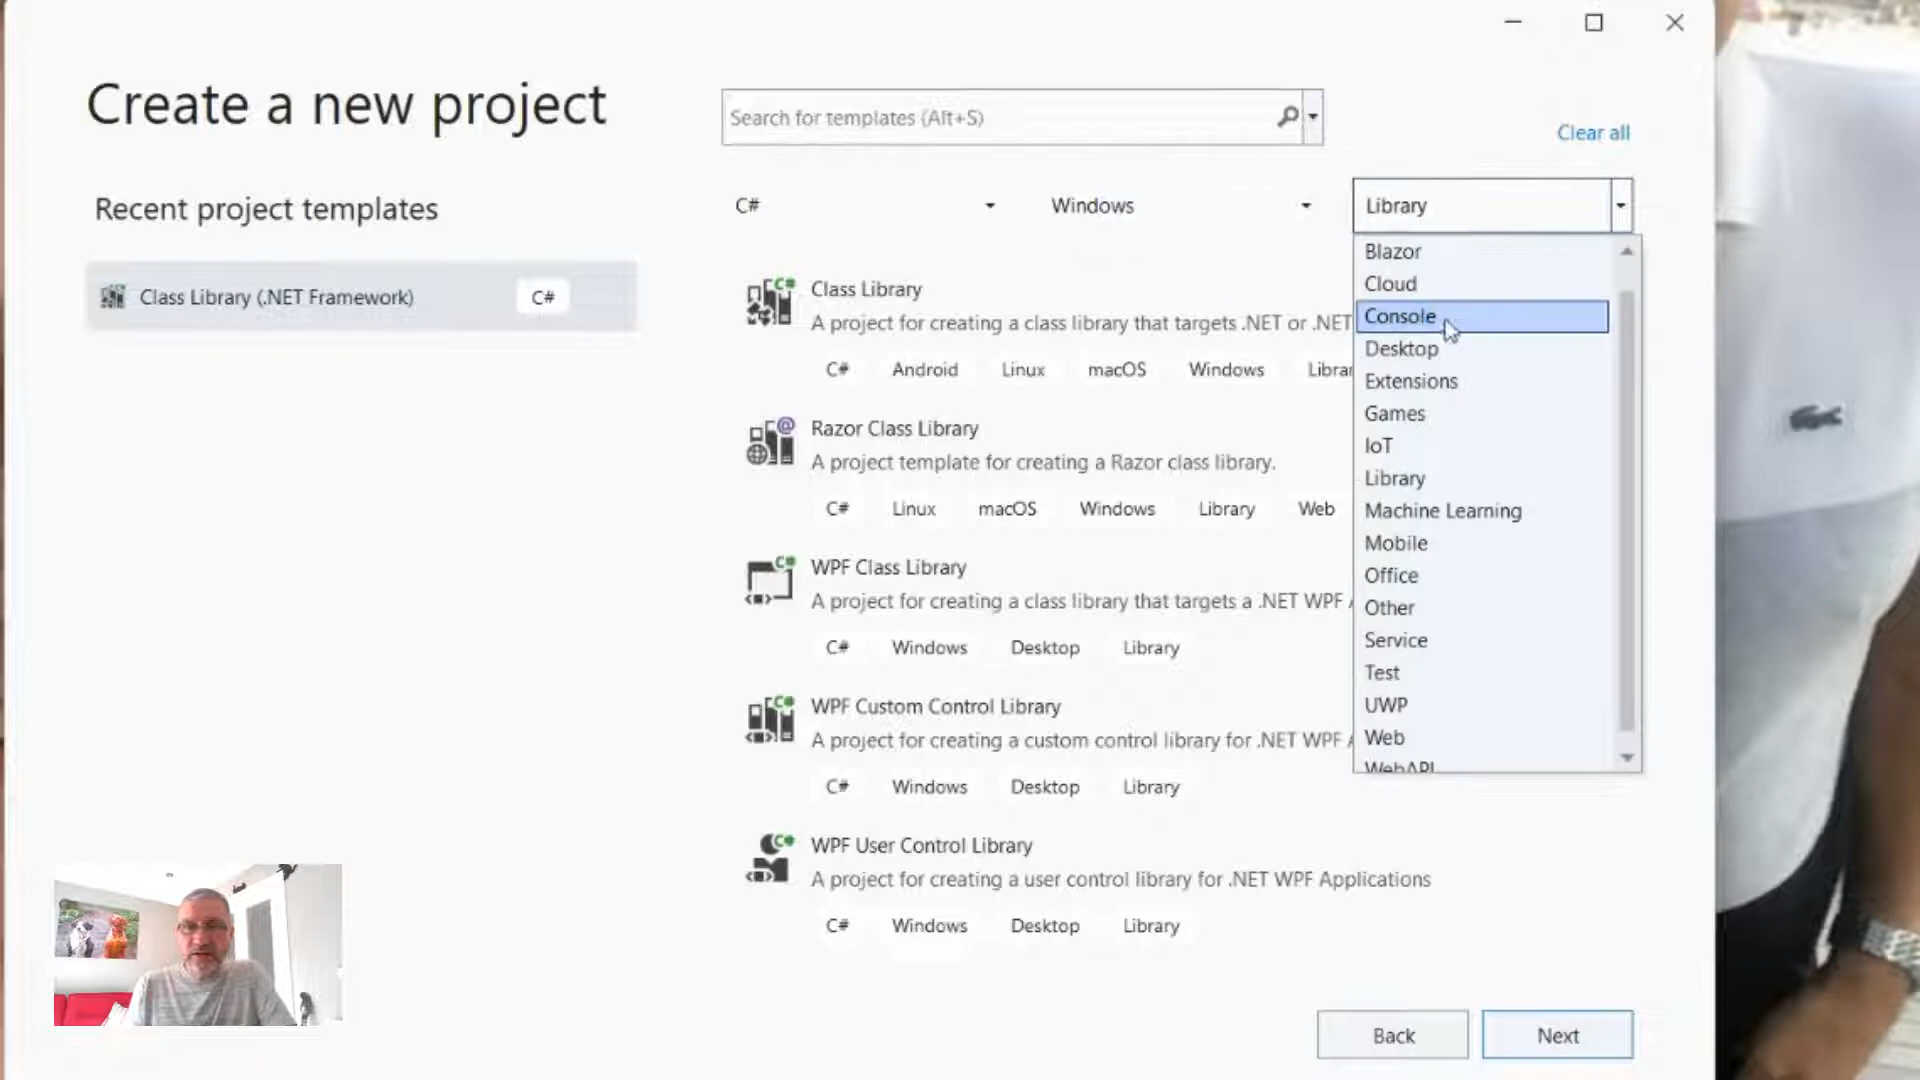 Create a new project
Search for templates (Alt+S)
Clear all
Recent project templates
C#
Windows
Library
Class Library (.NET Framework)
C#
Class Library
A project for creating a class library that targets .NET or .NET
C# Android Linux macOS Windows Librar
Razor Class Library
A project template for creating a Razor class library.
C# Linux macOS Windows Library Web
WPF Class Library
A project for creating a class library that targets a .NET WPF A
C# Windows Desktop Library
WPF Custom Control Library
A project for creating a custom control library for .NET WPF A
C# Windows Desktop Library
WPF User Control Library
A project for creating a user control library for .NET WPF Applications
C# Windows Desktop Library
Blazor
Cloud
Console
Desktop
Extensions
Games
IoT
Library
Machine Learning
Mobile
Office
Other
Service
Test
UWP
Web
WebAPI
Back
Next